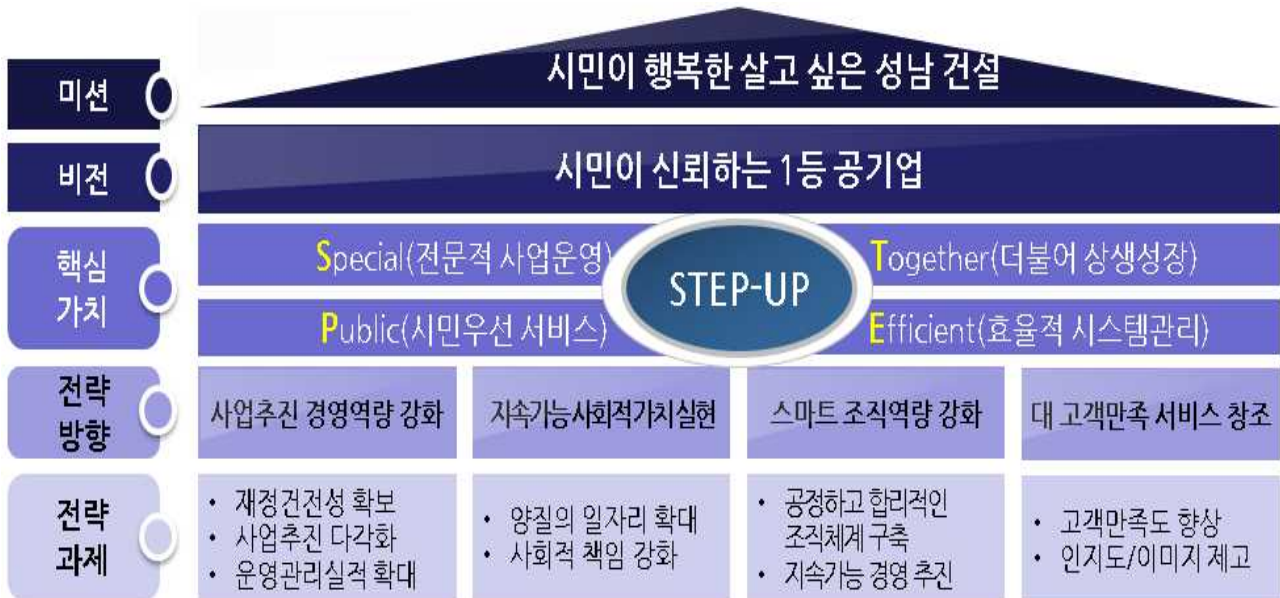 미션
시민이 행복한 살고 싶은 성남 건설
비전
시민이 신뢰하는 1등 공기업
핵심
가치
Special(전문적 사업운영)
Together(더불어 상생성장)
STEP-UP
Public(시민우선 서비스)
Efficient(효율적 시스템관리)
전략
방향
사업추진 경영역량 강화
지속가능사회적가치실현
스마트 조직역량 강화
대 고객만족 서비스 창조
전략
과제
• 재정건전성 확보
• 사업추진 다각화
• 운영관리실적 확대
• 양질의 일자리 확대
• 사회적 책임 강화
• 공정하고 합리적인
조직체계 구축
• 지속가능 경영 추진
• 고객만족도 향상
• 인지도/이미지 제고